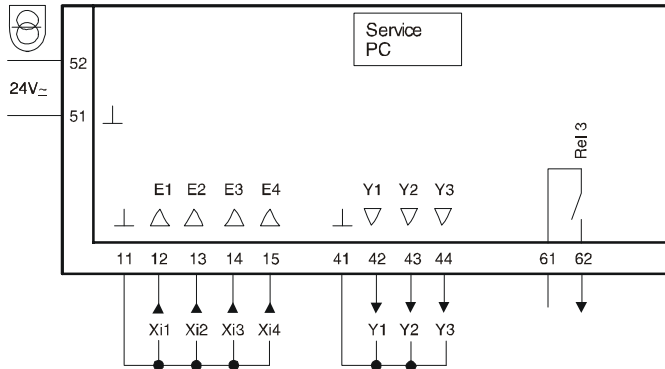 Service
PC
52
24V≂
51
Rel 3
E1 E2 E3 E4
Y1 Y2 Y3
11 12 13 14 15 41 42 43 44 61 62
Xi1 Xi2 Xi3 Xi4 Y1 Y2 Y3